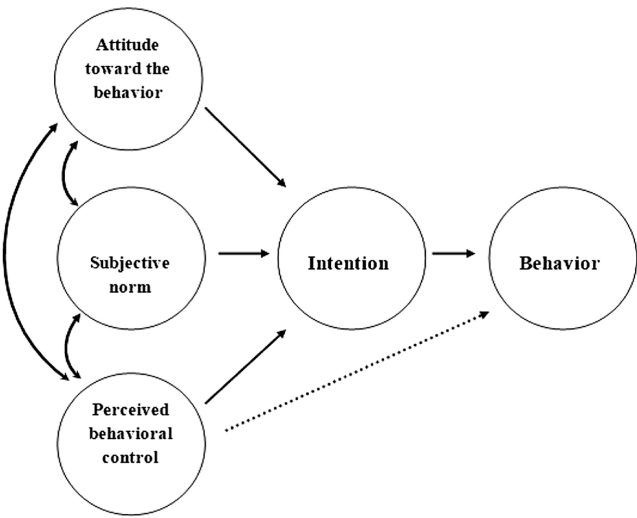 Attitude
toward the
behavior
Subjective
norm
Intention
Behavior
Perceived
behavioral
control